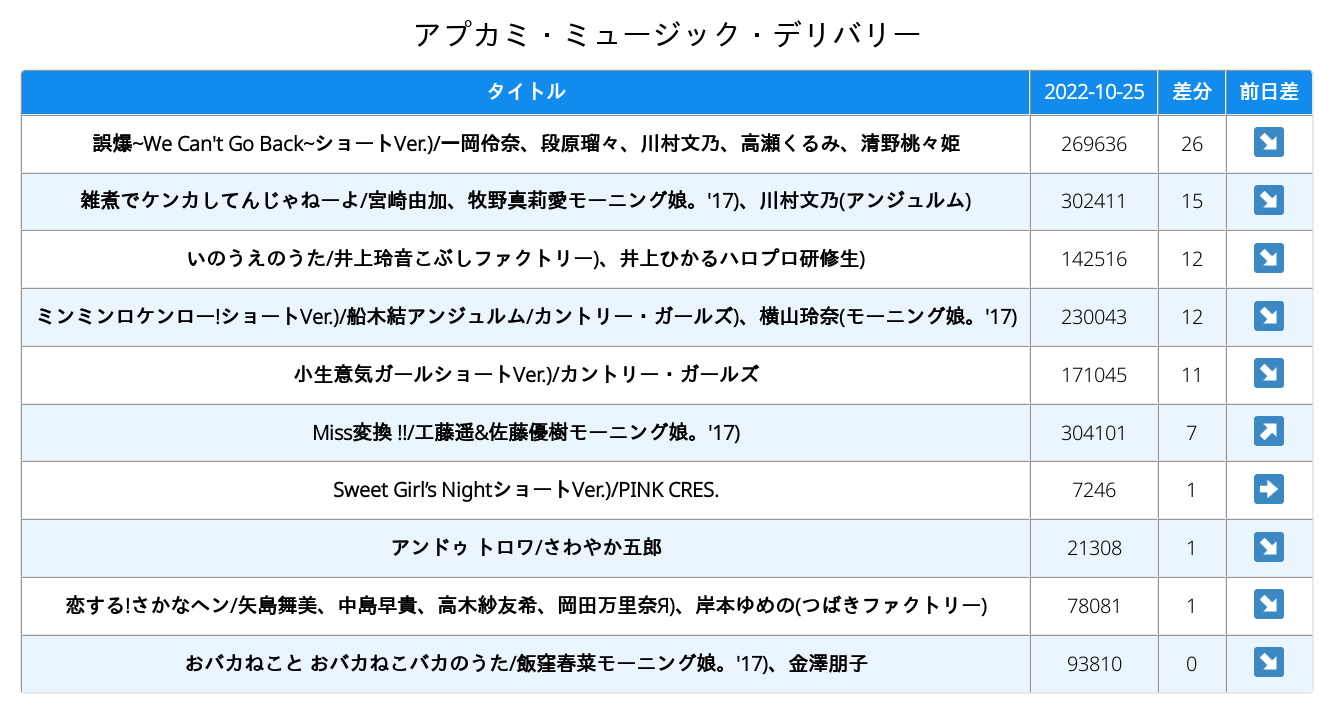 アプカミ・ミュージック・デリバリー
タイトル 2022-10-25 差分 前日差
誤爆~We Can't Go Back~ショートVer.)/一岡伶奈、段原瑠々、川村文乃、高瀬くるみ、清野桃々姫 269636 26
雑煮でケンカしてんじゃねーよ/宮崎由加、牧野真莉愛モーニング娘。'17)、川村文乃(アンジュルム) 302411 15
いのうえのうた/井上玲音こぶしファクトリー)、井上ひかるハロプロ研修生) 142516 12
ミンミンロケンロー!ショートVer.)/船木結アンジュルム/カントリー・ガールズ)、横山玲奈(モーニング娘。'17) 230043 12
小生意気ガールショートVer.)/カントリー・ガールズ 171045 11
Miss変換 !!/工藤遥&佐藤優樹モーニング娘。'17) 304101 7
Sweet Girl’s NightショートVer.)/PINK CRES. 7246 1
アンドゥ トロワ/さわやか五郎 21308 1
恋する!さかなヘン/矢島舞美、中島早貴、高木紗友希、岡田万里奈Я)、岸本ゆめの(つばきファクトリー) 78081 1
おバカねこと おバカねこバカのうた/飯窪春菜モーニング娘。'17)、金澤朋子 93810 0